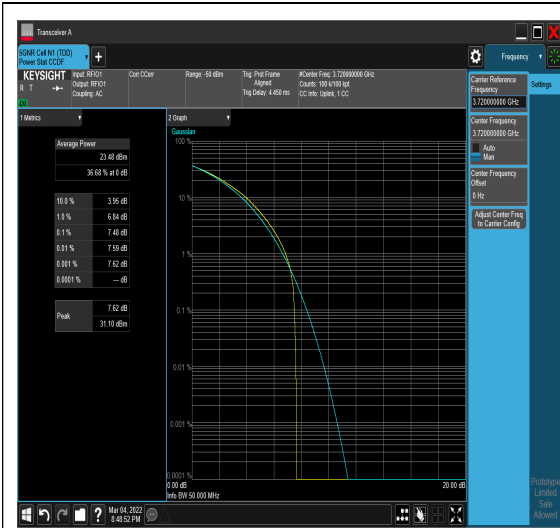 Transceiver A
5GNR Cell N1 (TDD)
Power Stat CCDF
+
Frequency
KEYSIGHT
R T
LXI
Input: RFIO1
Output: RFIO1
Coupling: AC
Corr CCorr
Range: -50 dBm
Trig: Prot Frame
Aligned
Trig Delay: 4.450 ms
#Center Freq: 3.720000000 GHz
Counts: 100 k/100 kpt
CC Info: Uplink, 1 CC
Carrier Reference
Frequency
3.720000000 GHz
Settings
Center Frequency
3.720000000 GHz
Auto
Man
Center Frequency
Offset
0 Hz
Adjust Center Freq
to Carrier Config
1 Metrics
Average Power
23.48 dBm
36.68 % at 0 dB
10.0 % 3.95 dB
1.0 % 6.84 dB
0.1 % 7.48 dB
0.01 % 7.59 dB
0.001 % 7.62 dB
0.0001 % --- dB
Peak
7.62 dB
31.10 dBm
2 Graph
Gaussian
100 %
10 %
1 %
0.1 %
0.01 %
0.001 %
0.0001 %
0.00 dB
20.00 dB
Info BW 50.000 MHz
Prototype
Limited
Sale
Allowed
?
Mar 04, 2022
8:48:52 PM